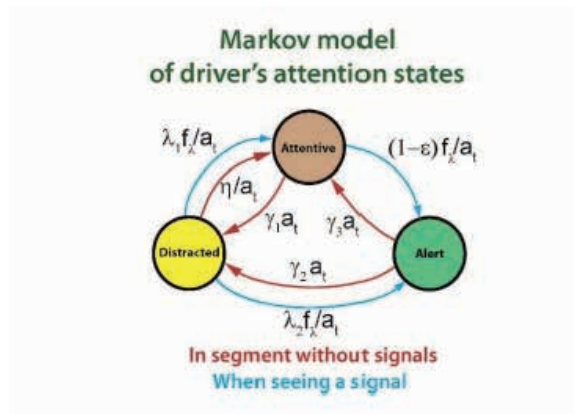 Markov model
of driver's attention states
λ₁fλ/aₜ
Attentive
(1−ε)fλ/aₜ
η/aₜ
γ₁aₜ
γ₃aₜ
Distracted
Alert
γ₂aₜ
λ₂fλ/aₜ
In segment without signals
When seeing a signal